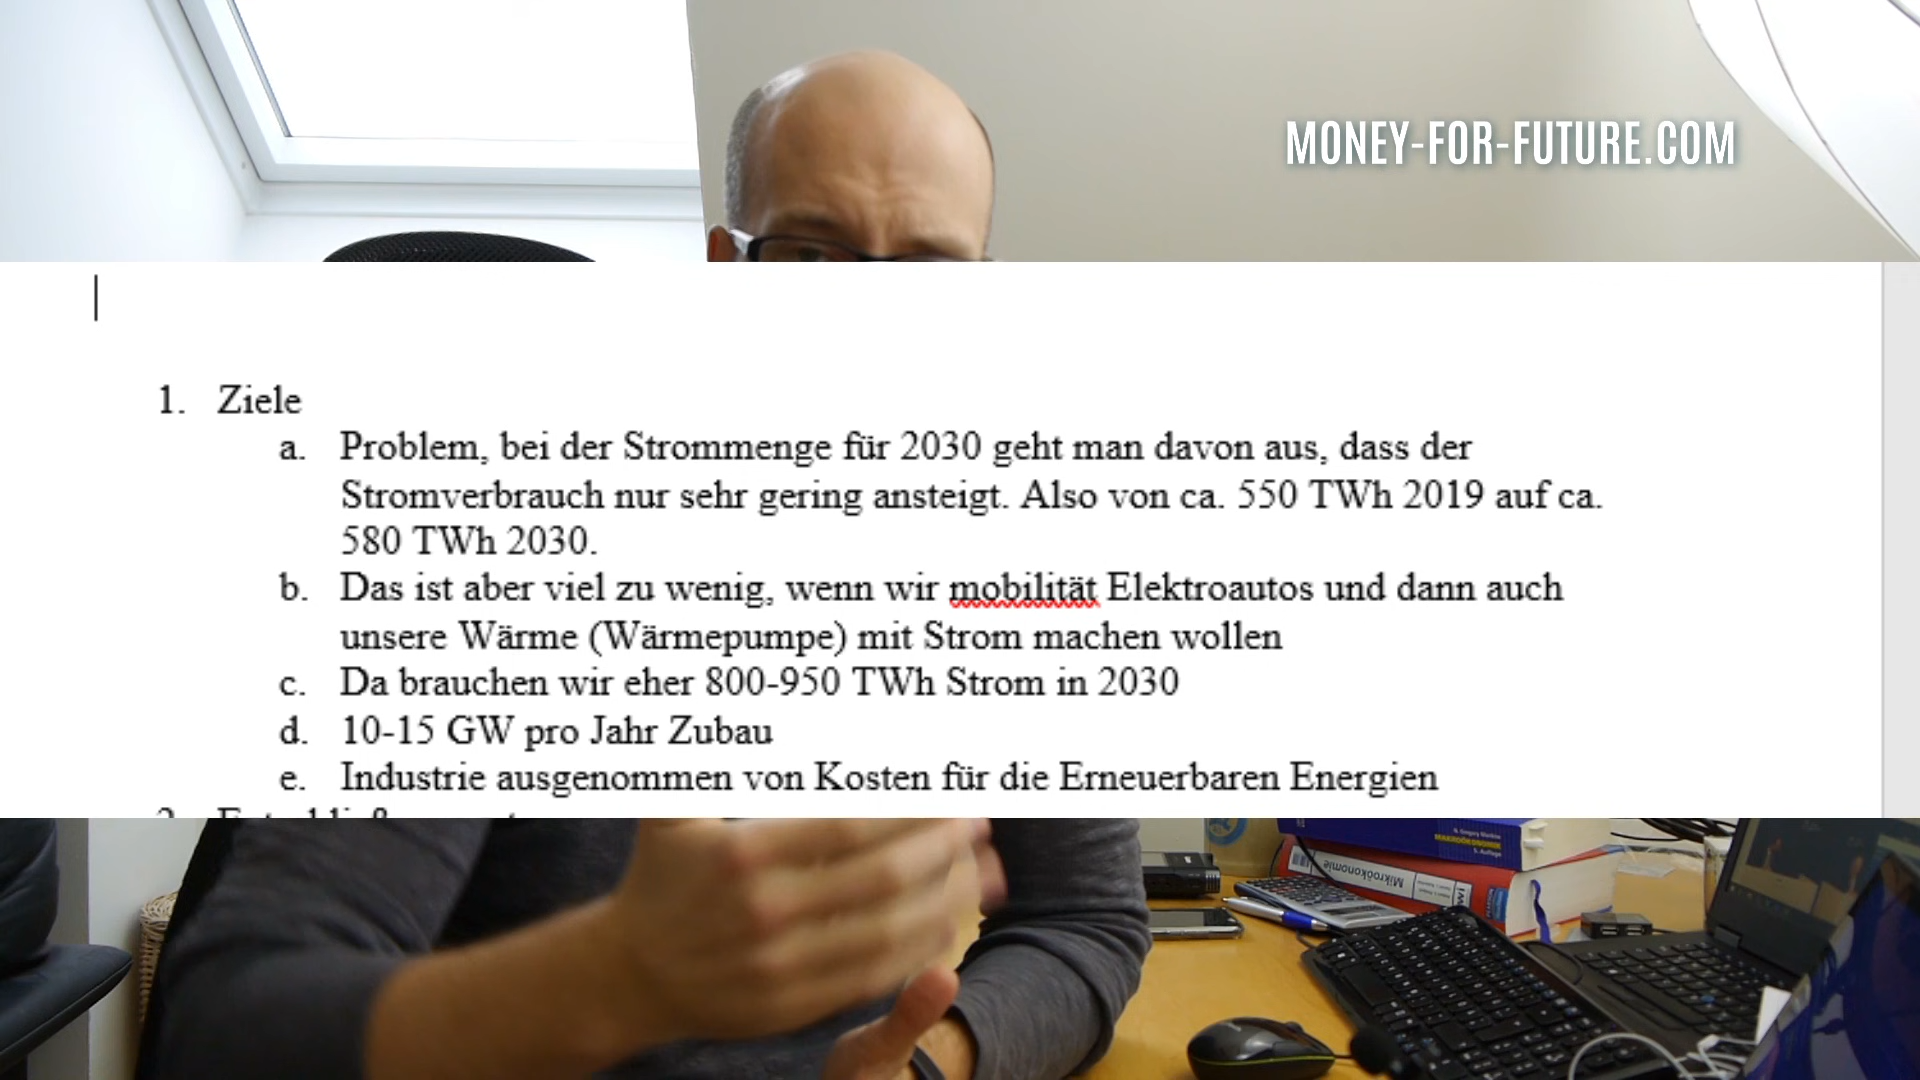 MONEY-FOR-FUTURE.COM
1. Ziele
a. Problem, bei der Strommenge für 2030 geht man davon aus, dass der
Stromverbrauch nur sehr gering ansteigt. Also von ca. 550 TWh 2019 auf ca.
580 TWh 2030.
b. Das ist aber viel zu wenig, wenn wir mobilität Elektroautos und dann auch
unsere Wärme (Wärmepumpe) mit Strom machen wollen
c. Da brauchen wir eher 800-950 TWh Strom in 2030
d. 10-15 GW pro Jahr Zubau
e. Industrie ausgenommen von Kosten für die Erneuerbaren Energien
MAKROÖKONOMIE
Mikroökonomie